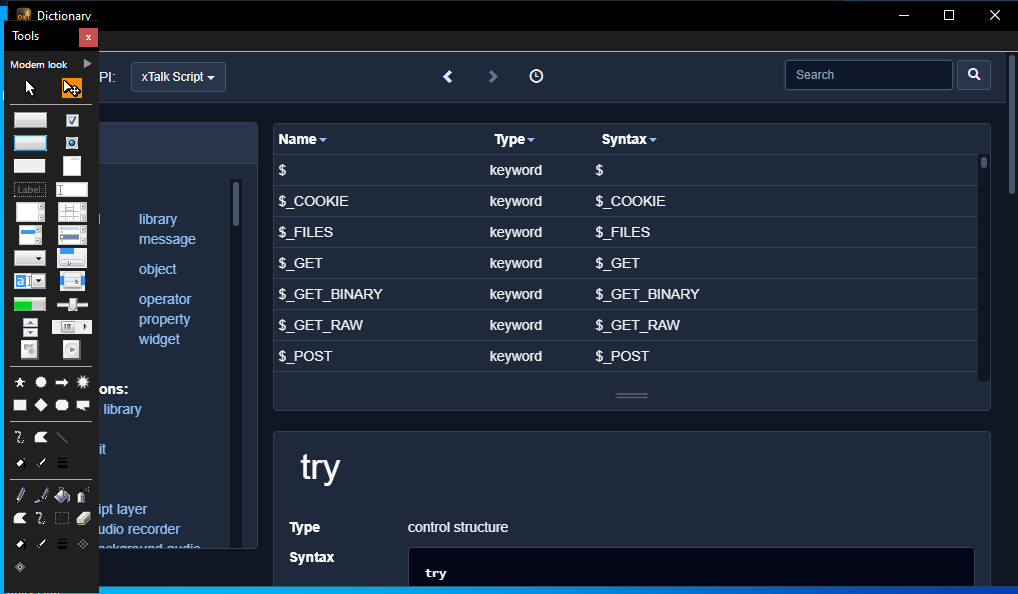 Dictionary
Tools
x
Modern look
PI:
xTalk Script
Search
Label:
a
library
message
object
operator
property
widget
ons:
library
it
ipt layer
udio recorder
ackground audio
Name Type Syntax
$ keyword $
$_COOKIE keyword $_COOKIE
$_FILES keyword $_FILES
$_GET keyword $_GET
$_GET_BINARY keyword $_GET_BINARY
$_GET_RAW keyword $_GET_RAW
$_POST keyword $_POST
try
Type control structure
Syntax
try